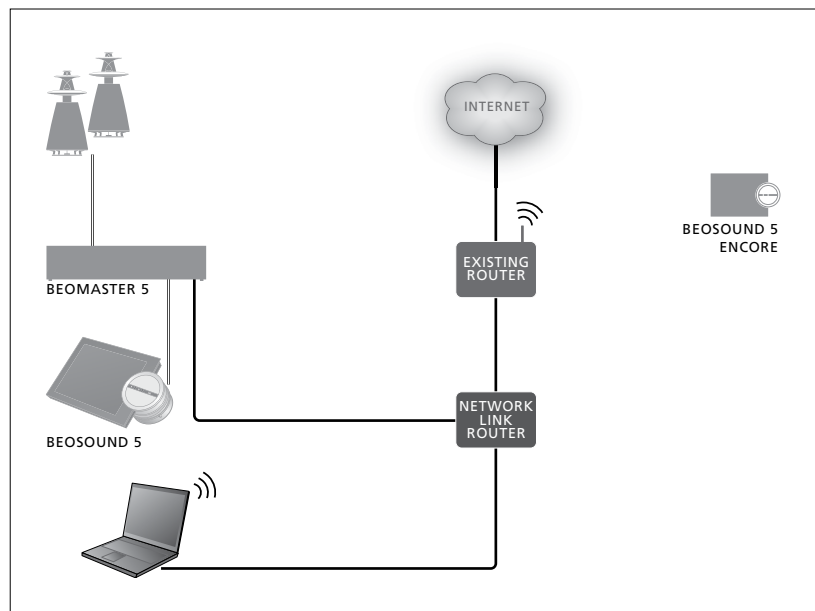 INTERNET
BEOSOUND 5
ENCORE
EXISTING
ROUTER
BEOMASTER 5
NETWORK
LINK
ROUTER
BEOSOUND 5